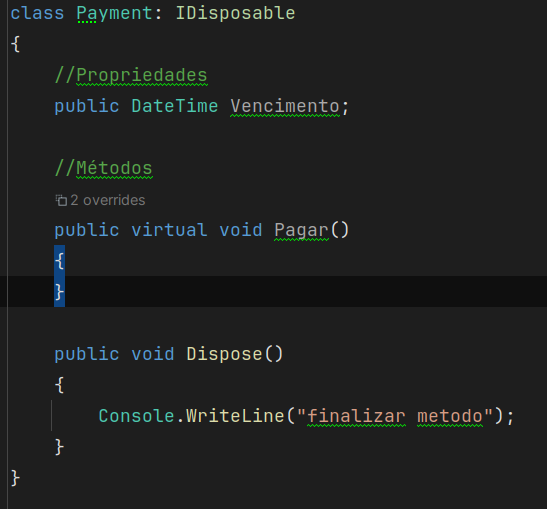 class Payment: IDisposable
{
    //Propriedades
    public DateTime Vencimento;
    //Métodos
    2 overrides
    public virtual void Pagar()
    {
    }
    public void Dispose()
    {
        Console.WriteLine("finalizar metodo");
    }
}